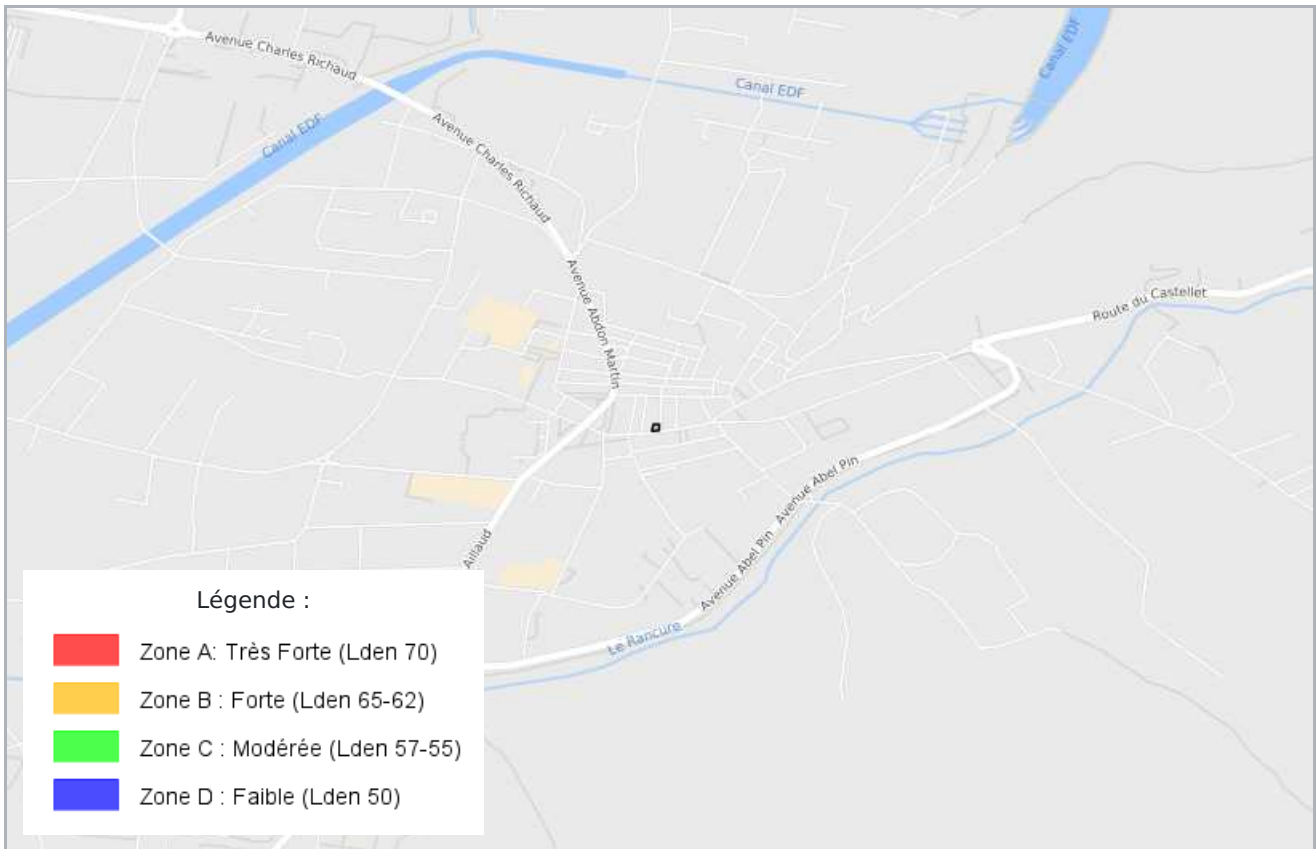 Avenue Charles Richaud
Canal EDF
Canal EDF
Canal EDF
Avenue Charles Richaud
Avenue Abdon Martin
Route du Castellet
Avenue Abel Pin
Aillaud
Avenue Abel Pin
Le Rancure
Légende :
Zone A: Très Forte (Lden 70)
Zone B : Forte (Lden 65-62)
Zone C : Modérée (Lden 57-55)
Zone D : Faible (Lden 50)